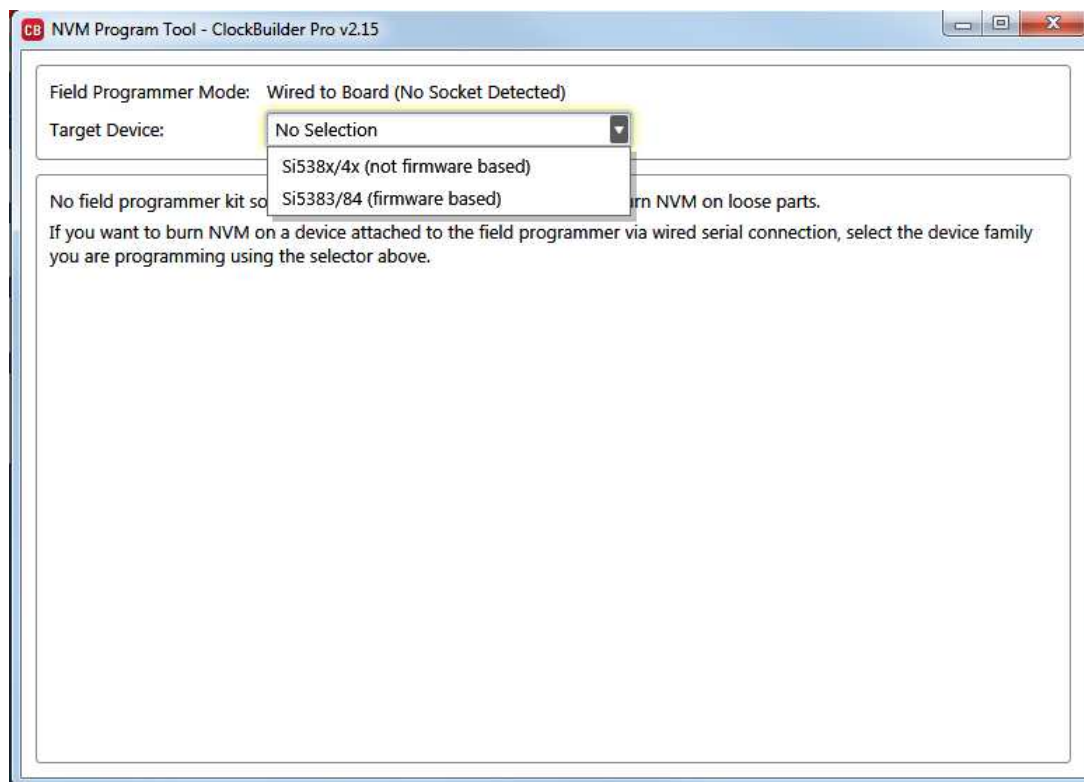 CB NVM Program Tool - ClockBuilder Pro v2.15
Field Programmer Mode: Wired to Board (No Socket Detected)
Target Device: No Selection
Si538x/4x (not firmware based)
Si5383/84 (firmware based)
No field programmer kit so rn NVM on loose parts.
If you want to burn NVM on a device attached to the field programmer via wired serial connection, select the device family
you are programming using the selector above.